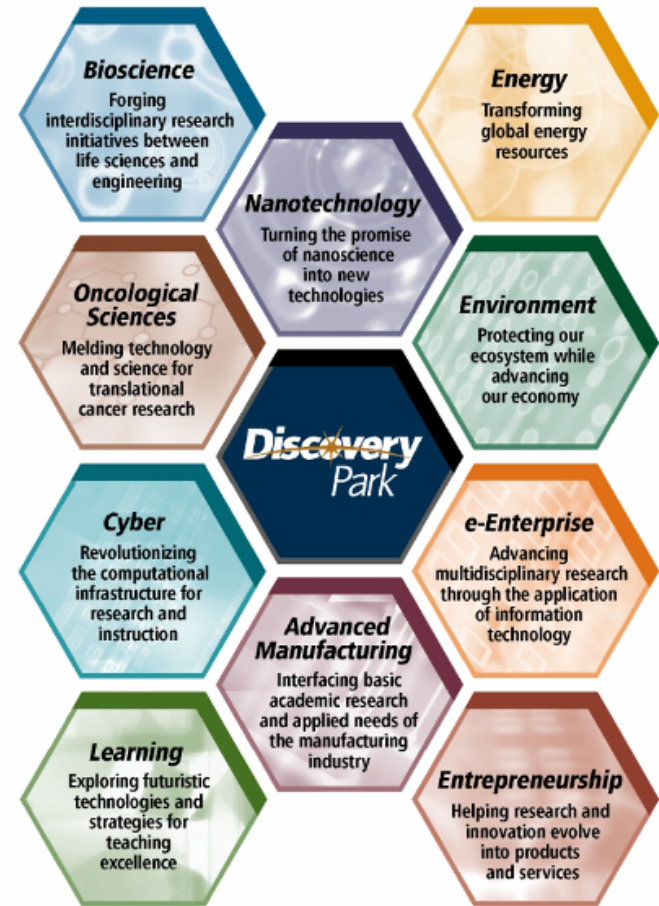 Bioscience
Forging
interdisciplinary research
initiatives between
life sciences and
engineering
Energy
Transforming
global energy
resources
Nanotechnology
Turning the promise
of nanoscience
into new
technologies
Oncological
Sciences
Melding technology
and science for
translational
cancer research
Environment
Protecting our
ecosystem while
advancing
our economy
Discovery
Park
Cyber
Revolutionizing
the computational
infrastructure for
research and
instruction
e-Enterprise
Advancing
multidisciplinary research
through the application
of information
technology
Advanced
Manufacturing
Interfacing basic
academic research
and applied needs of
the manufacturing
industry
Learning
Exploring futuristic
technologies and
strategies for
teaching
excellence
Entrepreneurship
Helping research and
innovation evolve
into products
and services